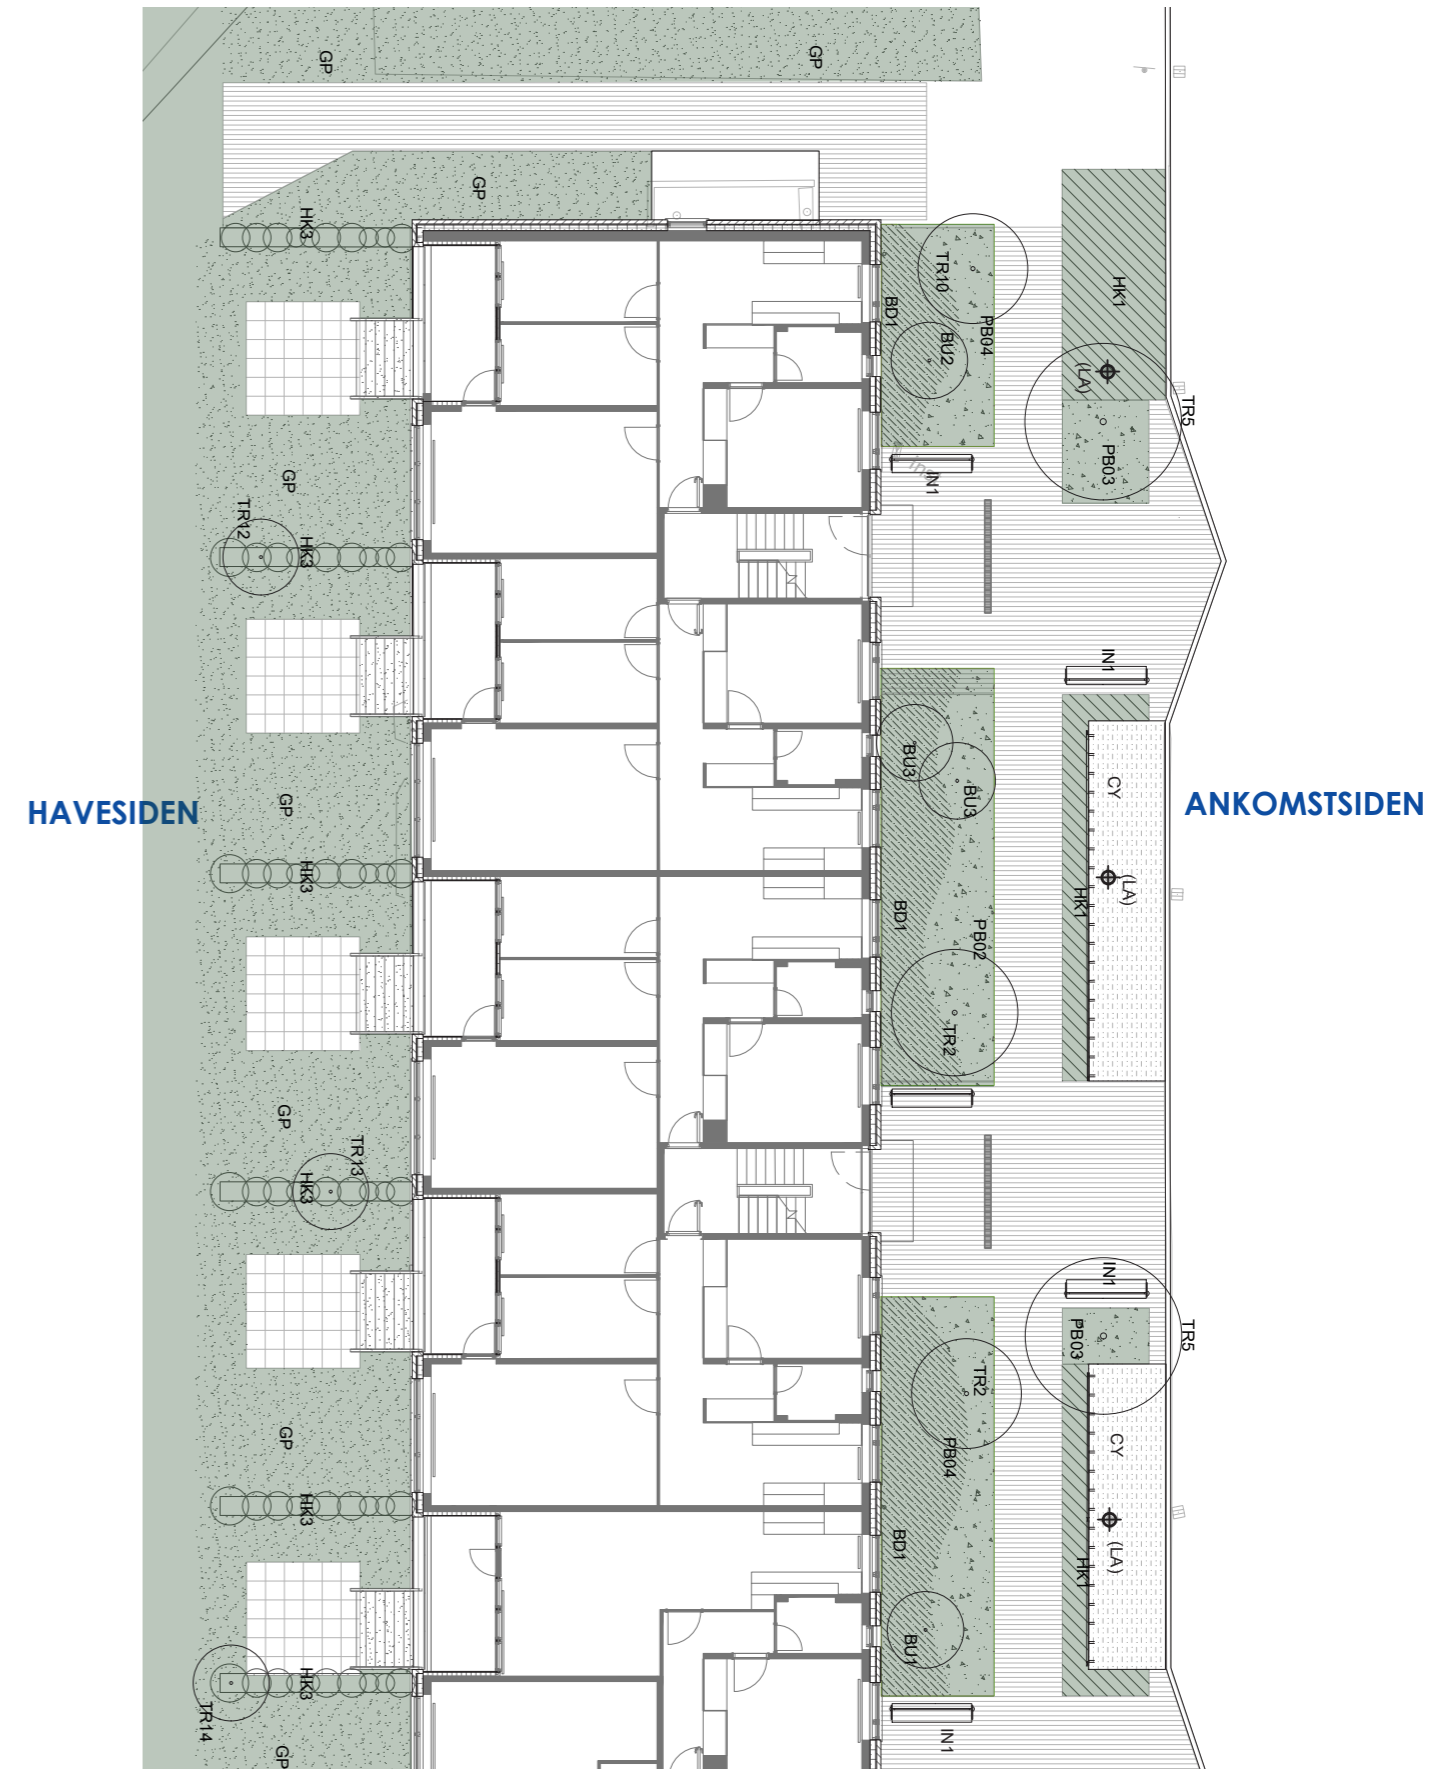 GP
GP
GP
HK3
TR10
HK1
BD1
PB04
BU2
(LA)
TR5
PB03
GP
IN1
TR12
HK3
IN1
BU3
BU3
CY
GP
HAVESIDEN
ANKOMSTSIDEN
HK3
(LA)
HK1
BD1
PB02
TR2
GP
TR13
HK3
IN1
PB03
TR5
TR2
GP
PB04
CY
HK3
BD1
(LA)
HK1
BU1
HK3
TR14
IN1
GP